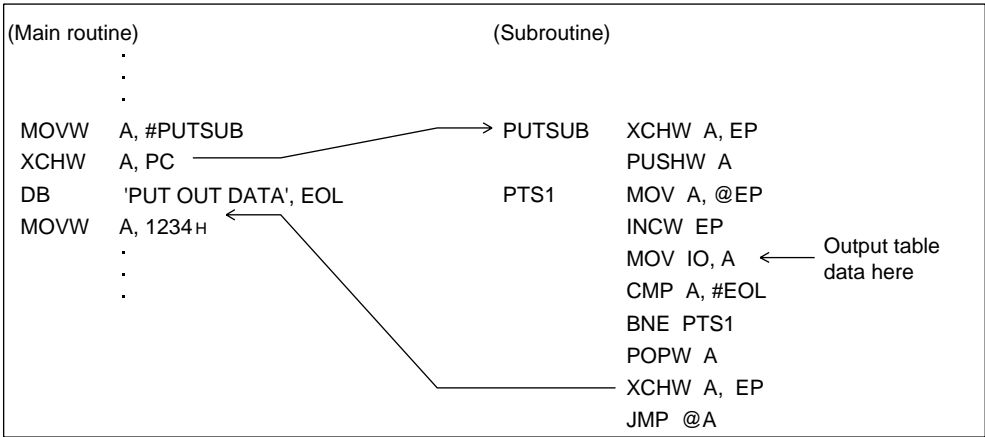 (Main routine) (Subroutine)
.
.
.
MOVW A, #PUTSUB PUTSUB XCHW A, EP
XCHW A, PC PUSHW A
DB 'PUT OUT DATA', EOL PTS1 MOV A, @EP
MOVW A, 1234H INCW EP
. MOV IO, A Output table
data here
. CMP A, #EOL
. BNE PTS1
POPW A
XCHW A, EP
JMP @A